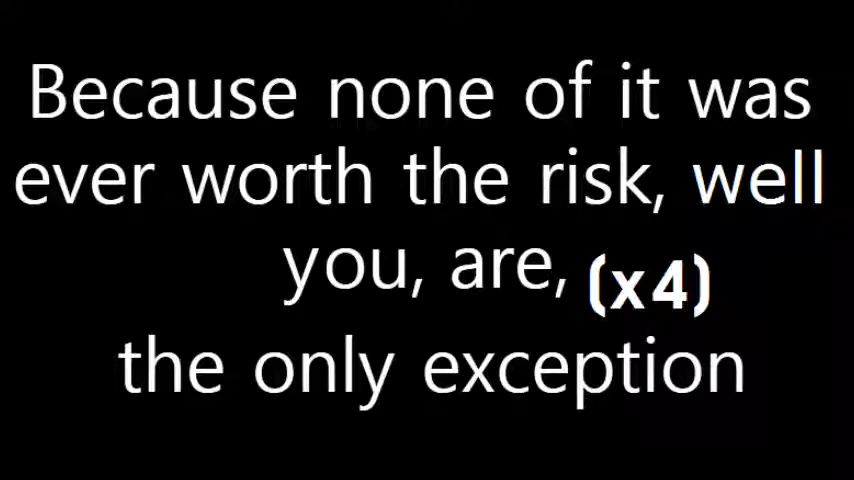 Because none of it was
ever worth the risk, well
you, are, (x4)
the only exception